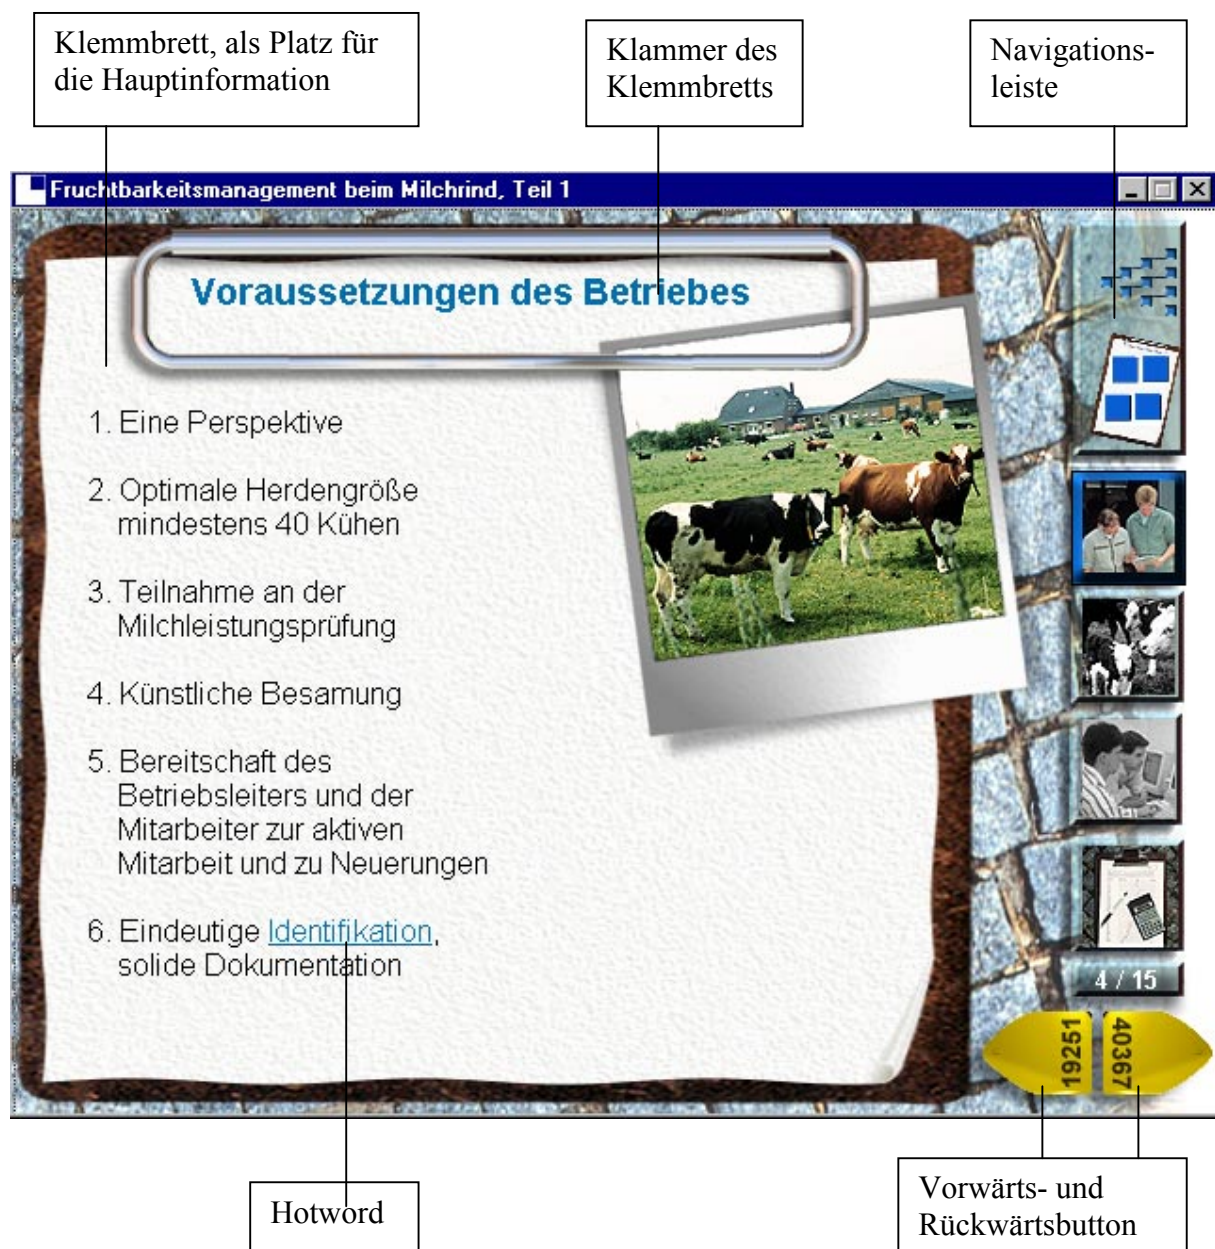 Klemmbrett, als Platz für
die Hauptinformation
Klammer des
Klemmbretts
Navigations-
leiste
Fruchtbarkeitsmanagement beim Milchrind, Teil 1
Voraussetzungen des Betriebes
1. Eine Perspektive
2. Optimale Herdengröße
mindestens 40 Kühen
3. Teilnahme an der
Milchleistungsprüfung
4. Künstliche Besamung
5. Bereitschaft des
Betriebsleiters und der
Mitarbeiter zur aktiven
Mitarbeit und zu Neuerungen
6. Eindeutige Identifikation,
solide Dokumentation
4 / 15
19251
40367
Hotword
Vorwärts- und
Rückwärtsbutton